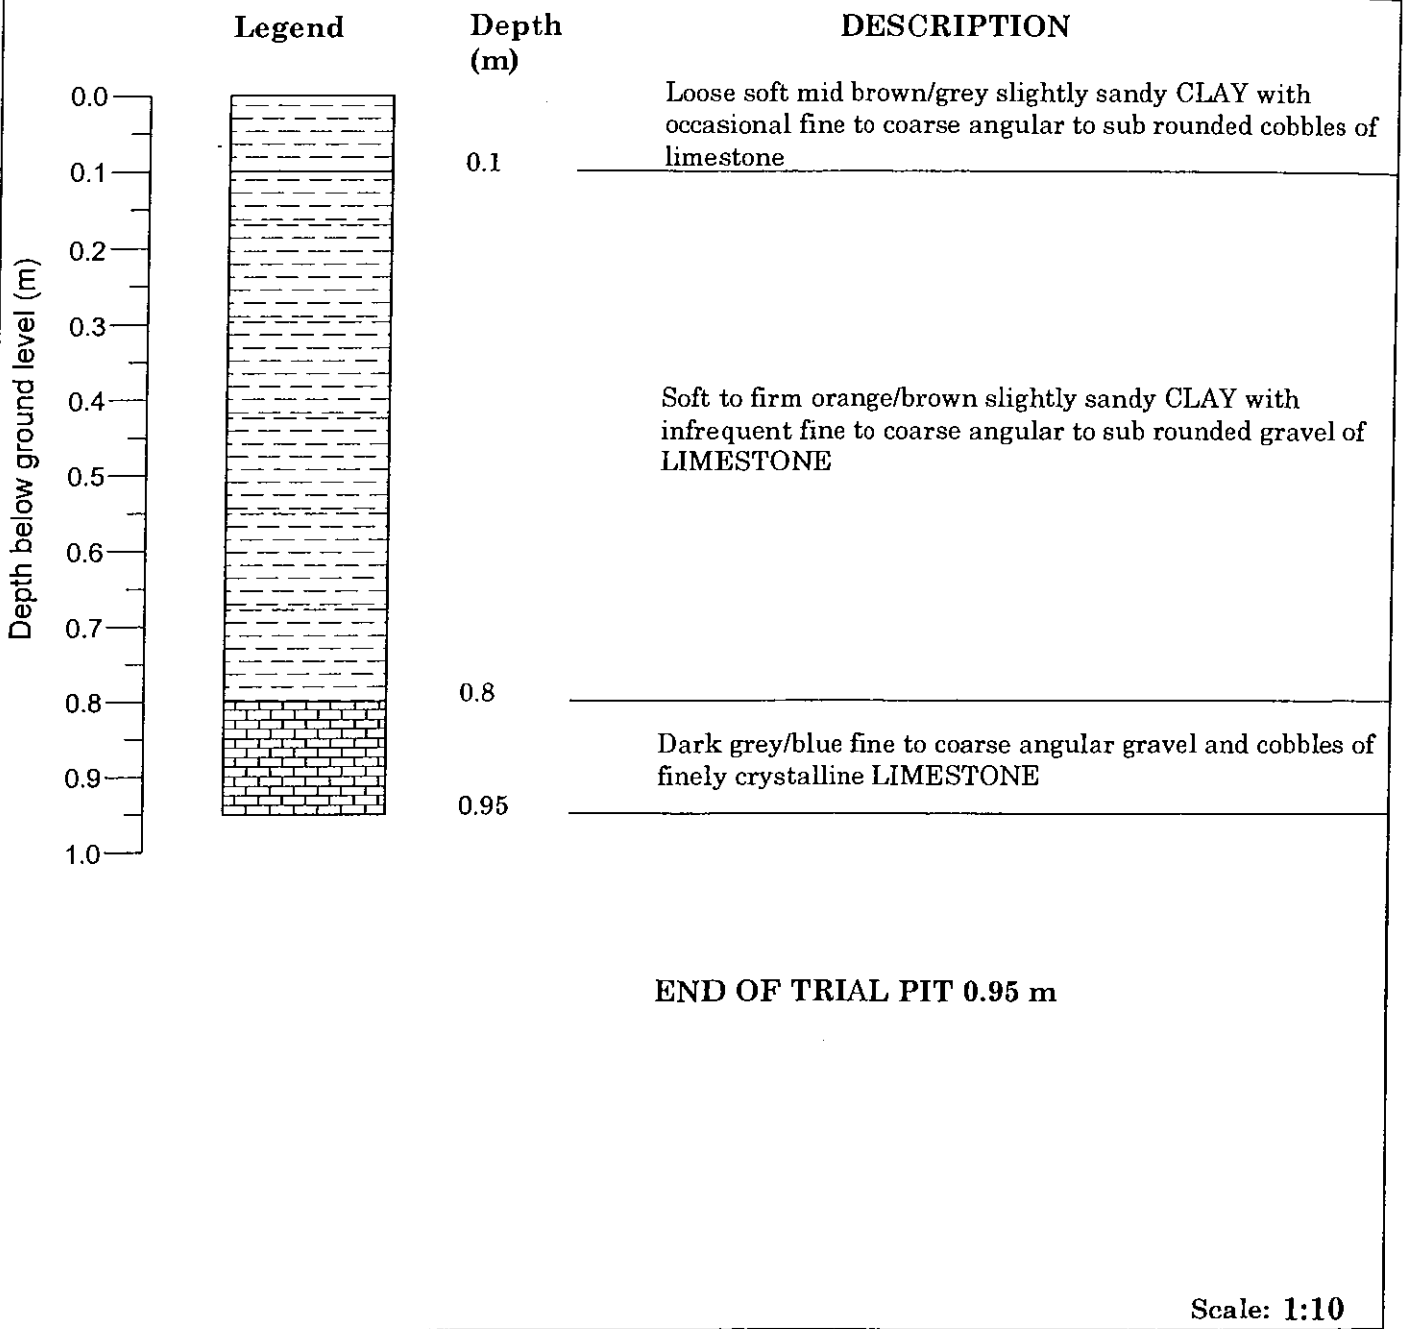 Legend
Depth
(m)
DESCRIPTION
Depth below ground level (m)
0.0
0.1
0.2
0.3
0.4
0.5
0.6
0.7
0.8
0.9
1.0
Loose soft mid brown/grey slightly sandy CLAY with
occasional fine to coarse angular to sub rounded cobbles of
limestone
0.1
Soft to firm orange/brown slightly sandy CLAY with
infrequent fine to coarse angular to sub rounded gravel of
LIMESTONE
0.8
Dark grey/blue fine to coarse angular gravel and cobbles of
finely crystalline LIMESTONE
0.95
END OF TRIAL PIT 0.95 m
Scale: 1:10